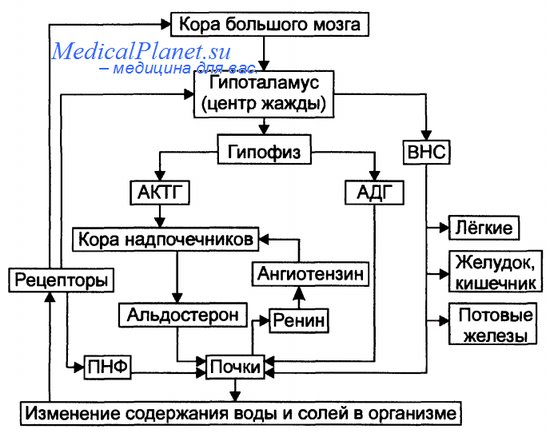 Кора большого мозга
MedicalPlanet.su
– медицина для вас.
Гипоталамус
(центр жажды)
Гипофиз
ВНС
АКТГ
АДГ
Кора надпочечников
Лёгкие
Ангиотензин
Желудок,
кишечник
Рецепторы
Альдостерон
Ренин
Потовые
железы
ПНФ
Почки
Изменение содержания воды и солей в организме